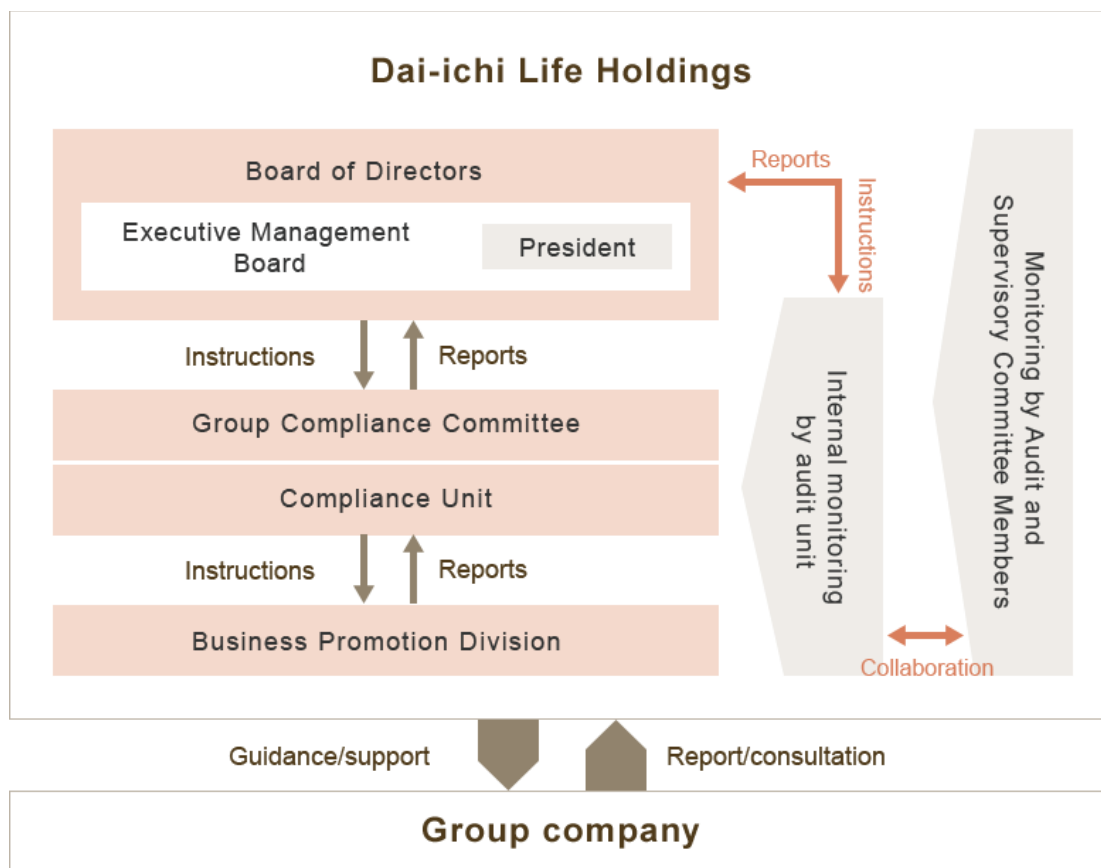 Dai-ichi Life Holdings
Board of Directors
Executive Management
Board
President
Reports
Instructions
Instructions
Reports
Group Compliance Committee
Compliance Unit
Instructions
Reports
Business Promotion Division
Internal monitoring
by audit unit
Monitoring by Audit and
Supervisory Committee Members
Collaboration
Guidance/support
Report/consultation
Group company